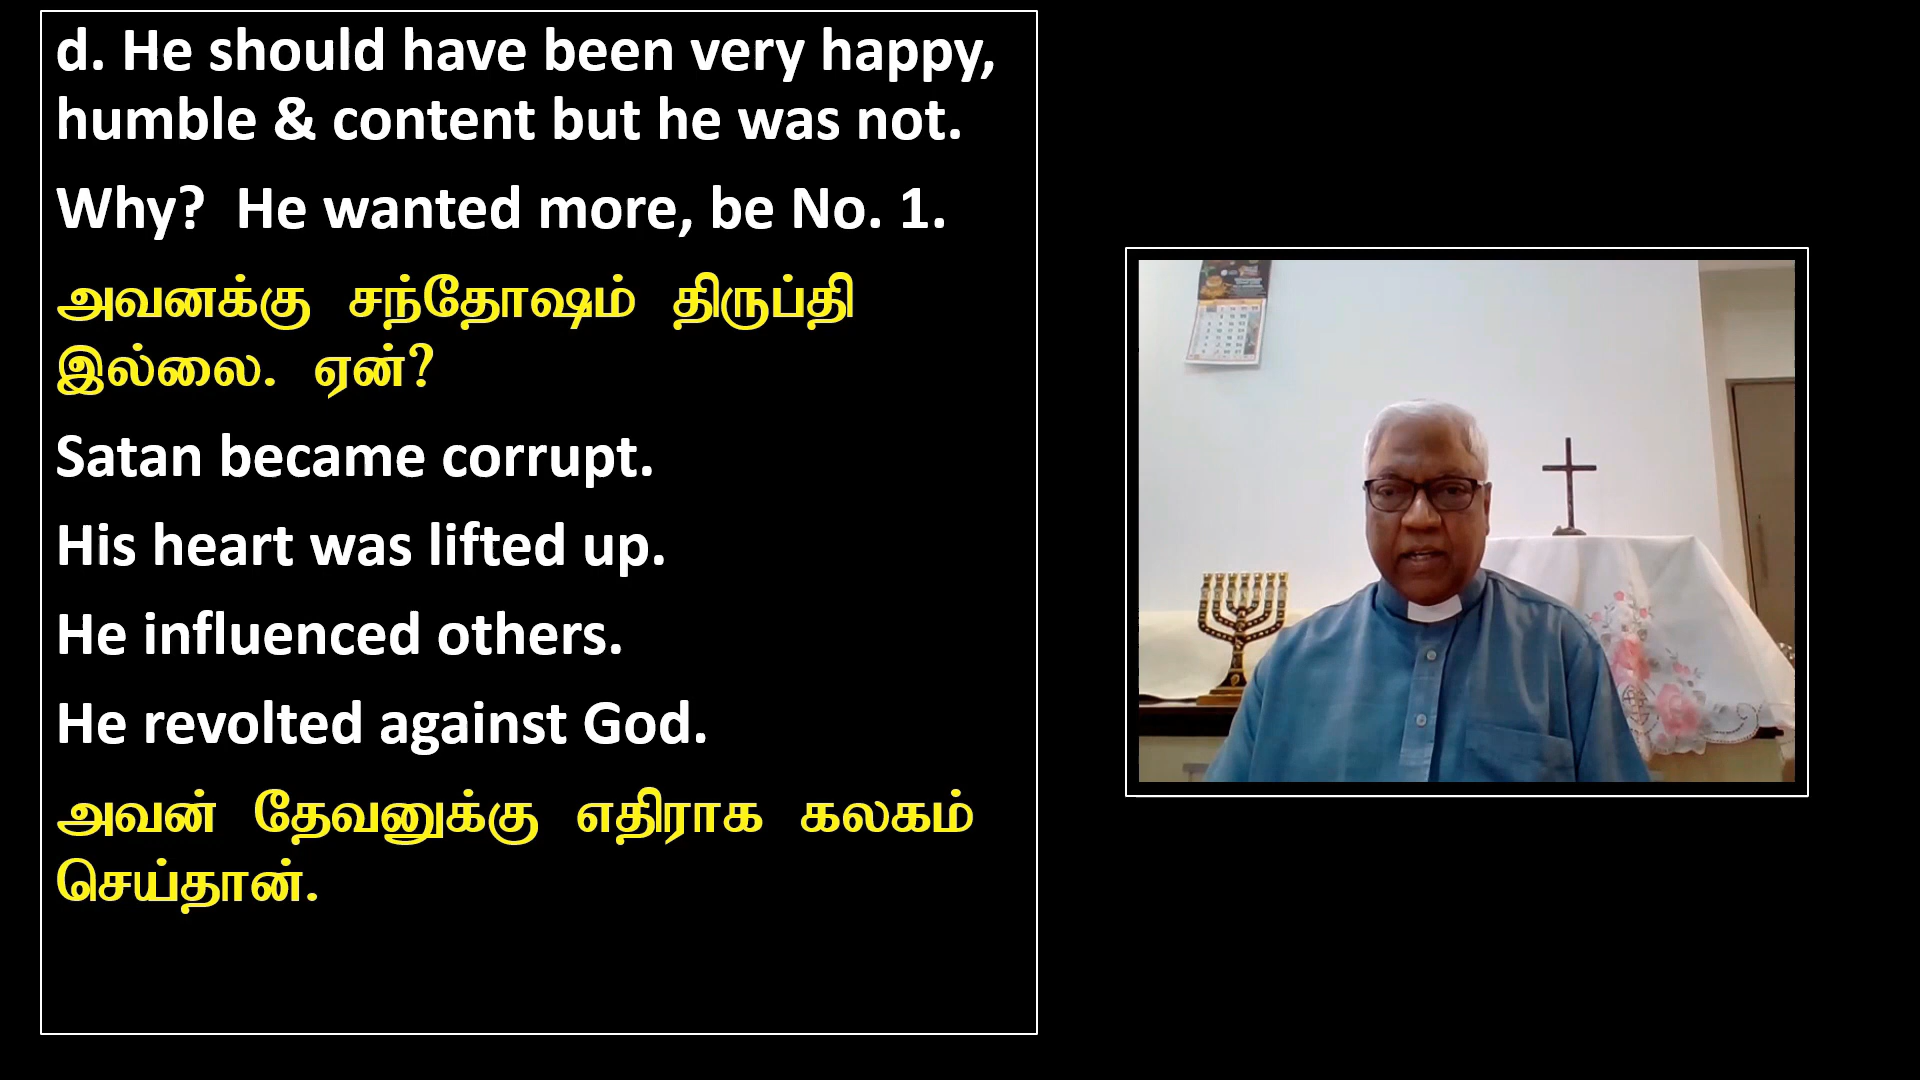 d. He should have been very happy,
humble & content but he was not.
Why?  He wanted more, be No. 1.
அவனக்கு சந்தோஷம் திருப்தி
இல்லை. ஏன்?
Satan became corrupt.
His heart was lifted up.
He influenced others.
He revolted against God.
அவன் தேவனுக்கு எதிராக கலகம்
செய்தான்.